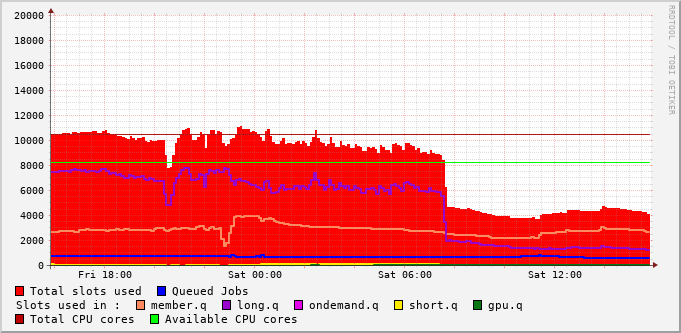 20000
18000
16000
14000
12000
10000
8000
6000
4000
2000
0
Fri 18:00 Sat 00:00 Sat 06:00 Sat 12:00
Total slots used Queued Jobs
Slots used in : member.q long.q ondemand.q short.q gpu.q
Total CPU cores Available CPU cores
RRDTOOL / TOBI OETIKER